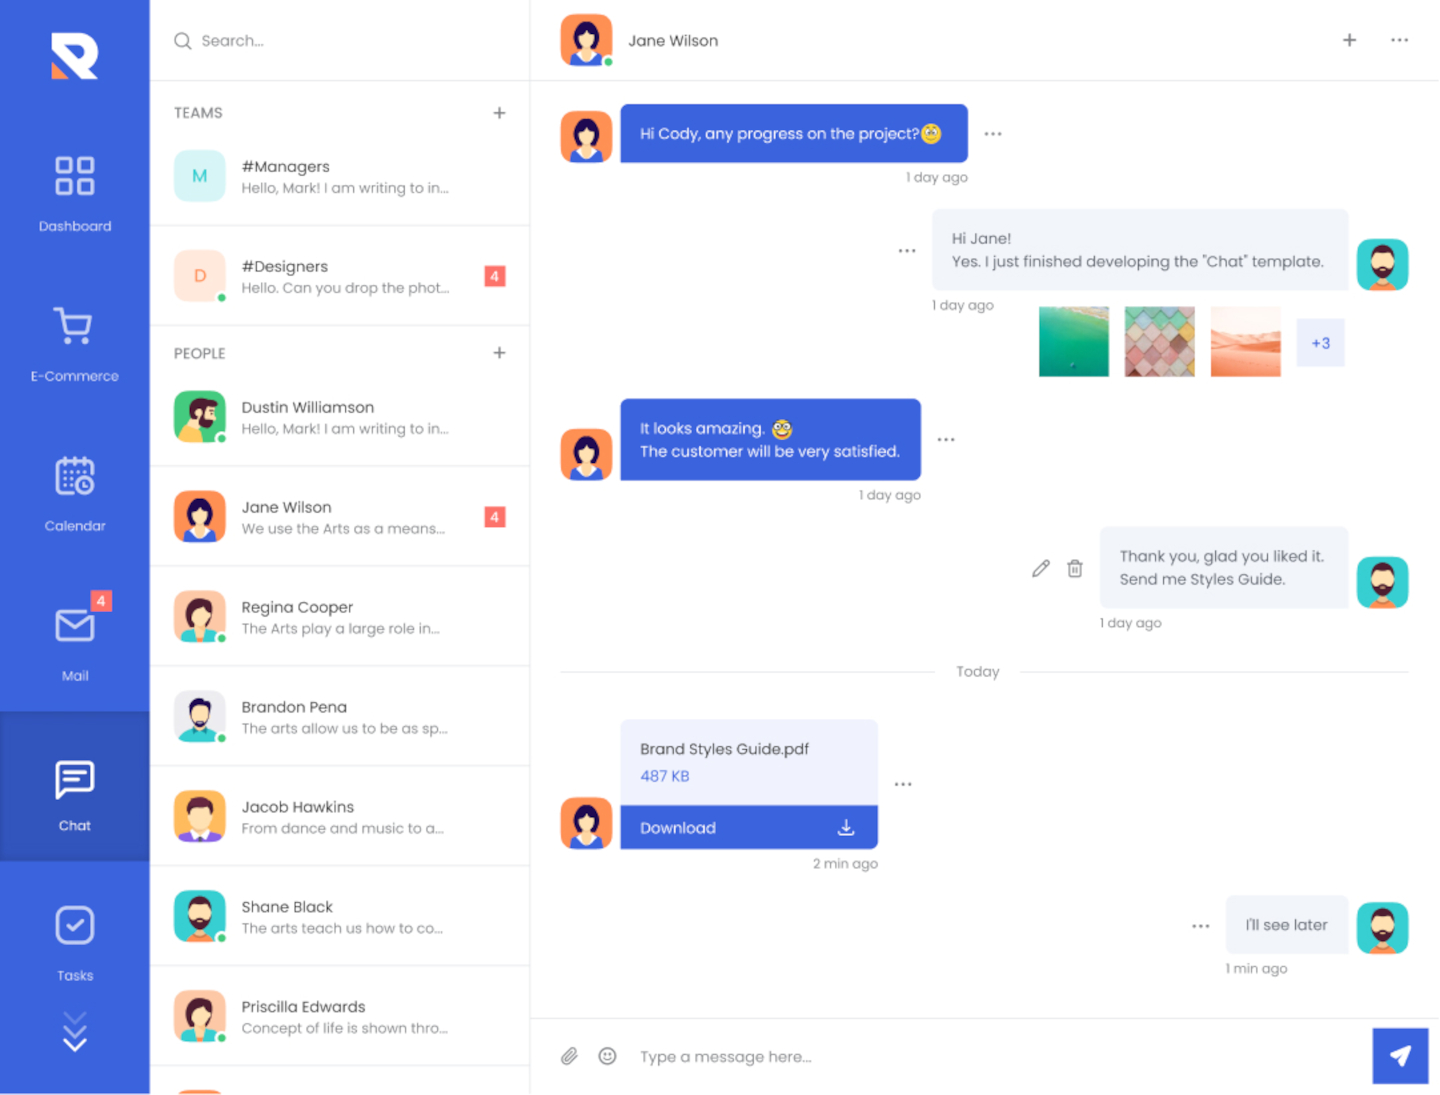 Dashboard
E-Commerce
Calendar
4
Mail
Chat
Tasks
Search...
TEAMS
M
#Managers
Hello, Mark! I am writing to in...
D
#Designers
Hello. Can you drop the phot...
4
PEOPLE
Dustin Williamson
Hello, Mark! I am writing to in...
Jane Wilson
We use the Arts as a means...
4
Regina Cooper
The Arts play a large role in...
Brandon Pena
The arts allow us to be as sp...
Jacob Hawkins
From dance and music to a...
Shane Black
The arts teach us how to co...
Priscilla Edwards
Concept of life is shown thro...
Jane Wilson
Hi Cody, any progress on the project?
1 day ago
Hi Jane!
Yes. I just finished developing the "Chat" template.
1 day ago
+3
It looks amazing.
The customer will be very satisfied.
1 day ago
Thank you, glad you liked it.
Send me Styles Guide.
1 day ago
Today
Brand Styles Guide.pdf
487 KB
Download
2 min ago
I'll see later
1 min ago
Type a message here...